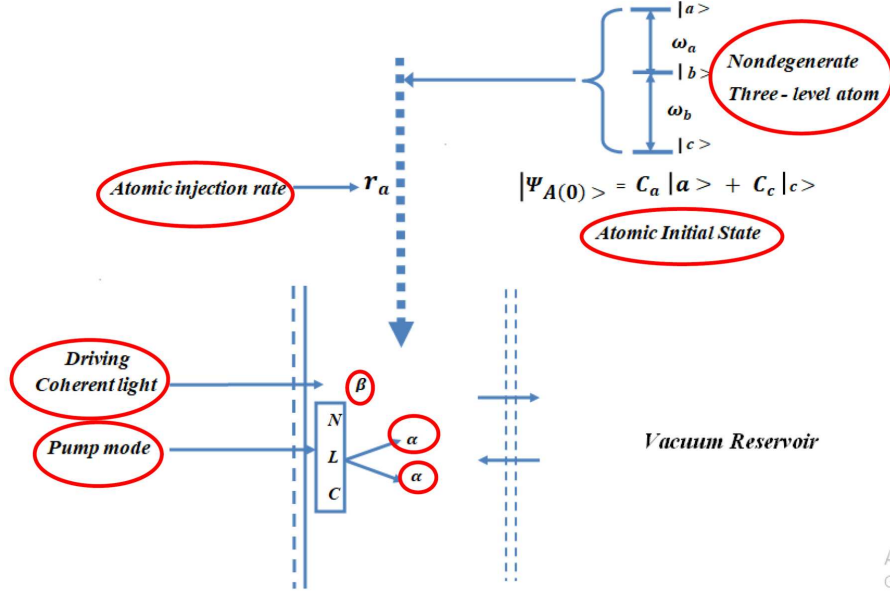 |a>
ω_a
|b>
ω_b
|c>
Nondegenerate
Three - level atom
Atomic injection rate
r_a
|Ψ_A(0)> = C_a |a> + C_c |c>
Atomic Initial State
Driving
Coherent light
β
Pump mode
N
L
C
α
α
Vacuum Reservoir